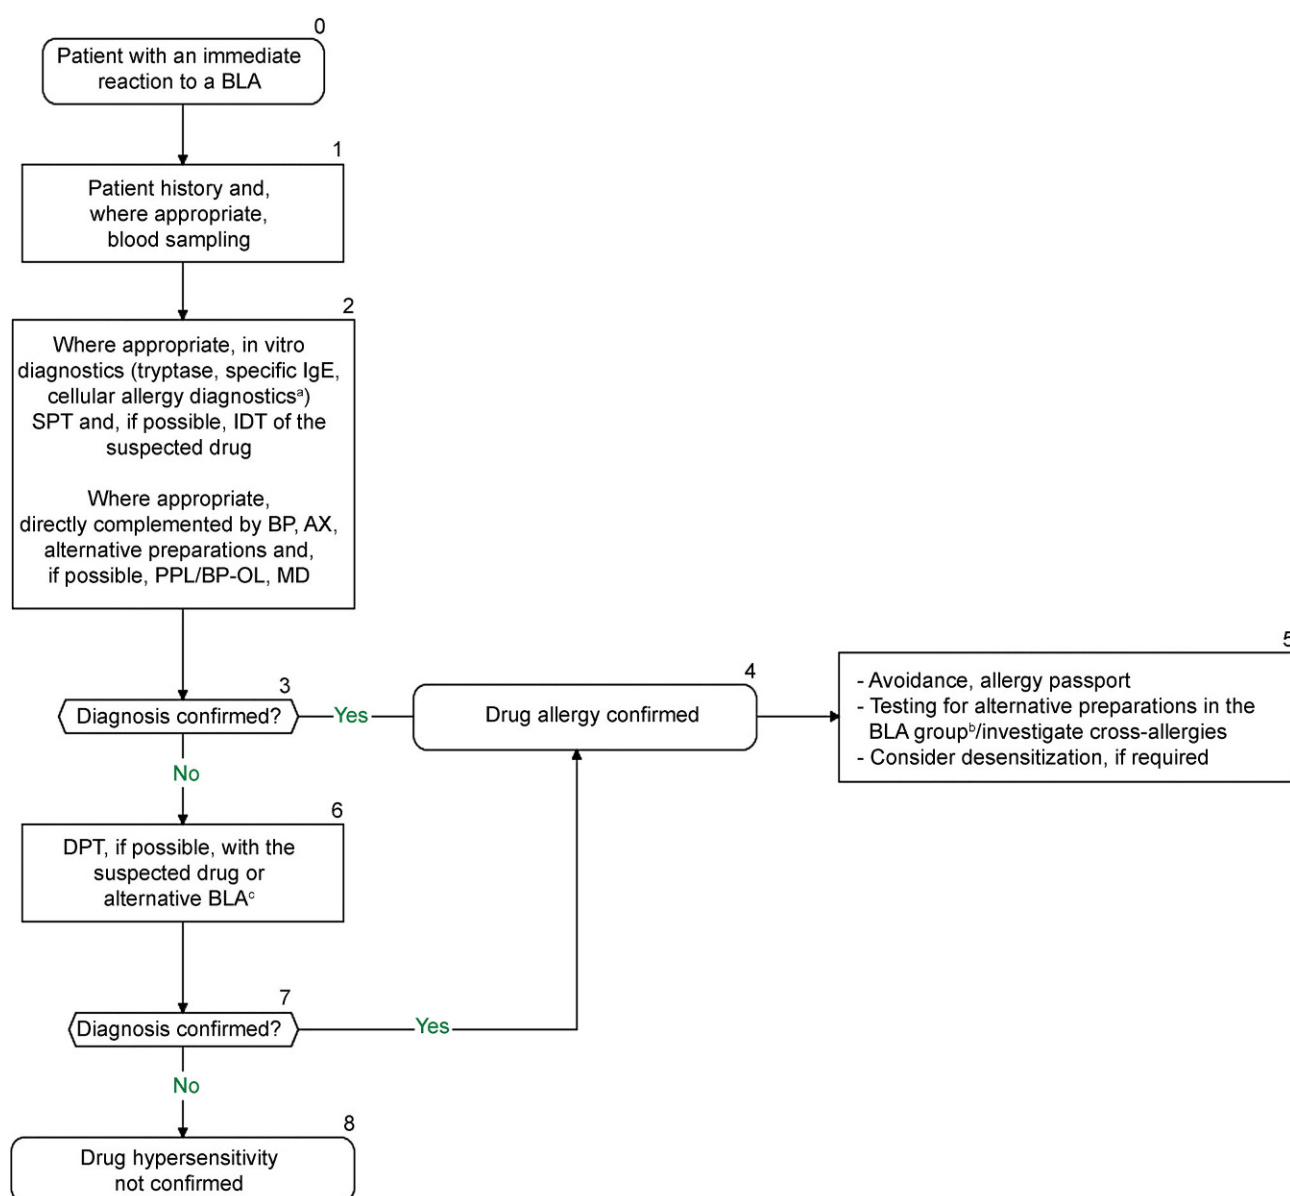 0
Patient with an immediate
reaction to a BLA
1
Patient history and,
where appropriate,
blood sampling
2
Where appropriate, in vitro
diagnostics (tryptase, specific IgE,
cellular allergy diagnosticsᵃ)
SPT and, if possible, IDT of the
suspected drug
Where appropriate,
directly complemented by BP, AX,
alternative preparations and,
if possible, PPL/BP-OL, MD
3
Diagnosis confirmed?
Yes
No
4
Drug allergy confirmed
5
- Avoidance, allergy passport
- Testing for alternative preparations in the
BLA groupᵇ/investigate cross-allergies
- Consider desensitization, if required
6
DPT, if possible, with the
suspected drug or
alternative BLAᶜ
7
Diagnosis confirmed?
Yes
No
8
Drug hypersensitivity
not confirmed